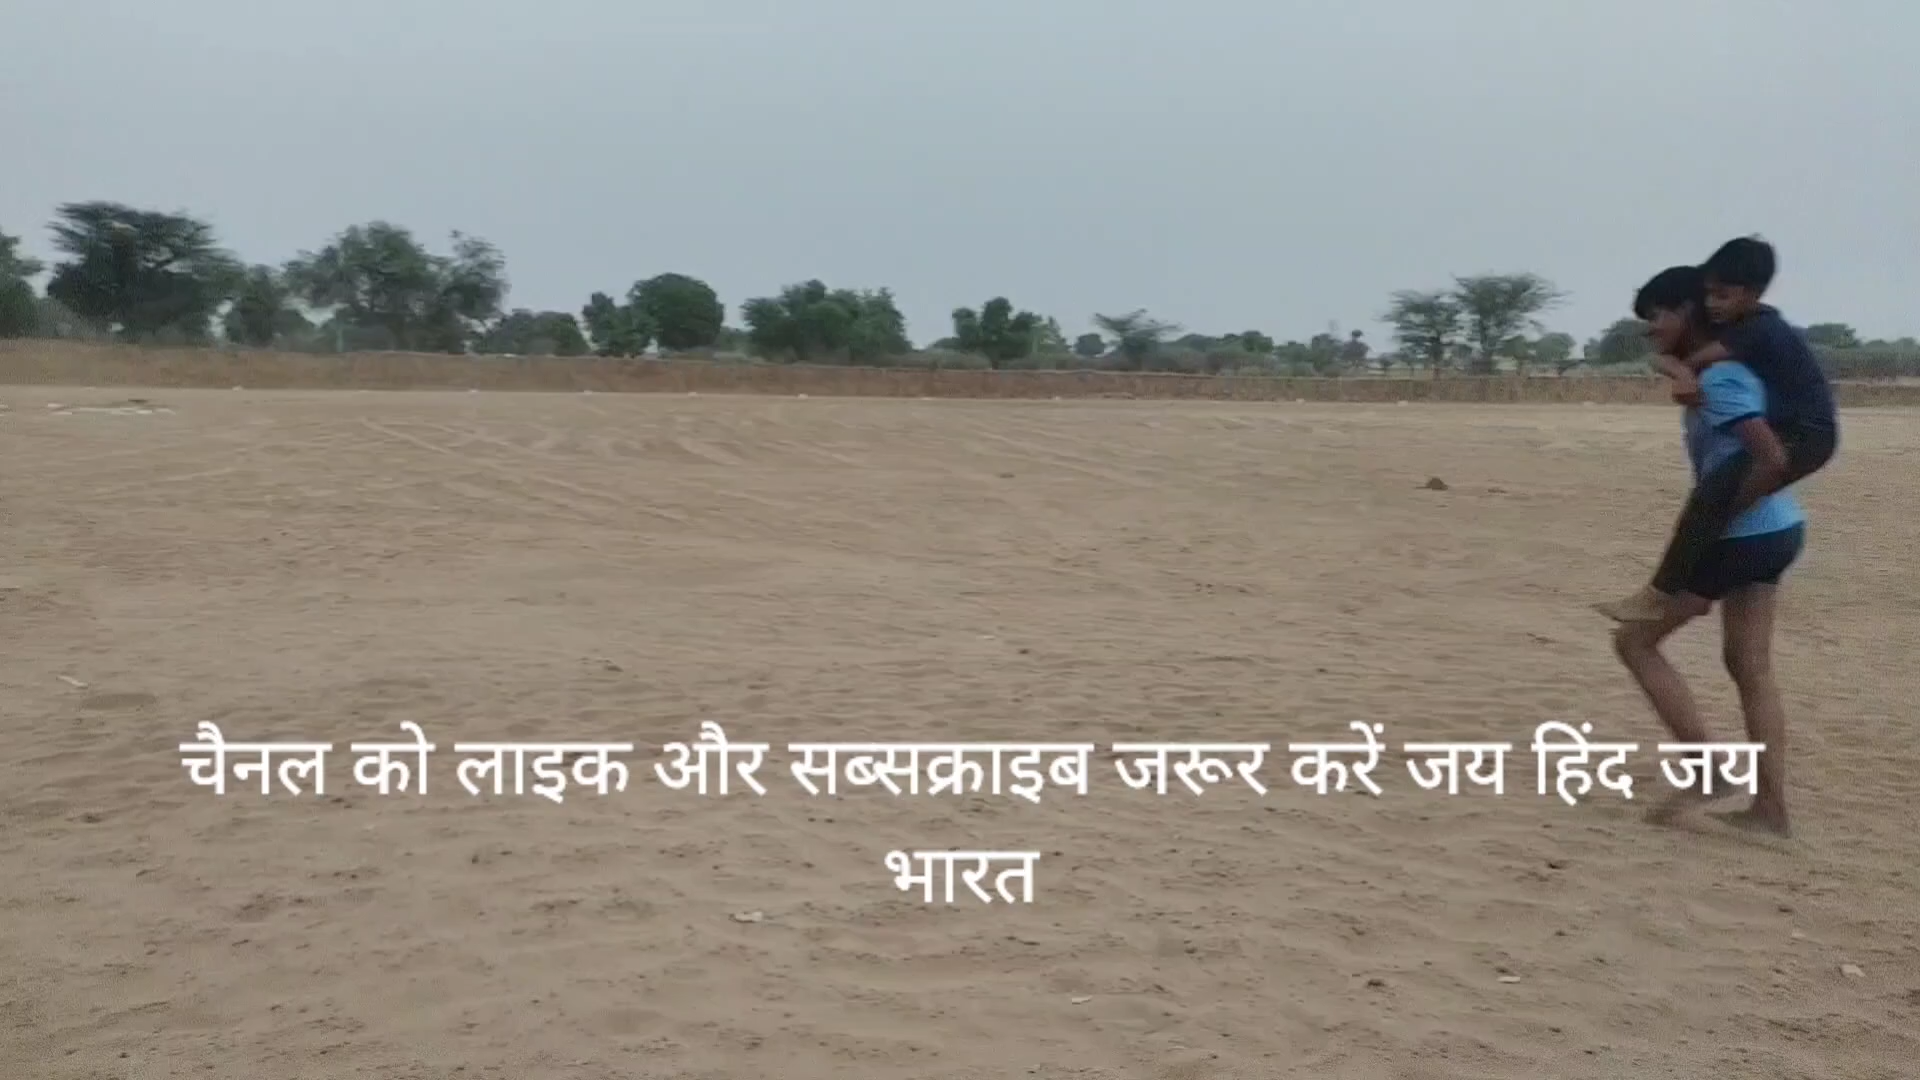 चैनल को लाइक और सब्सक्राइब जरूर करें जय हिंद जय
भारत